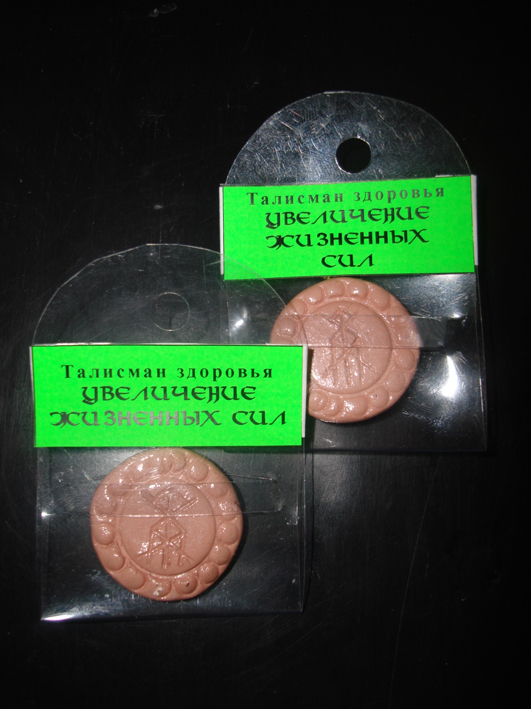 Талисман здоровья
УВЕЛИЧЕНИЕ
ЖИЗНЕННЫХ
СИЛ
Талисман здоровья
УВЕЛИЧЕНИЕ
ЖИЗНЕННЫХ СИЛ